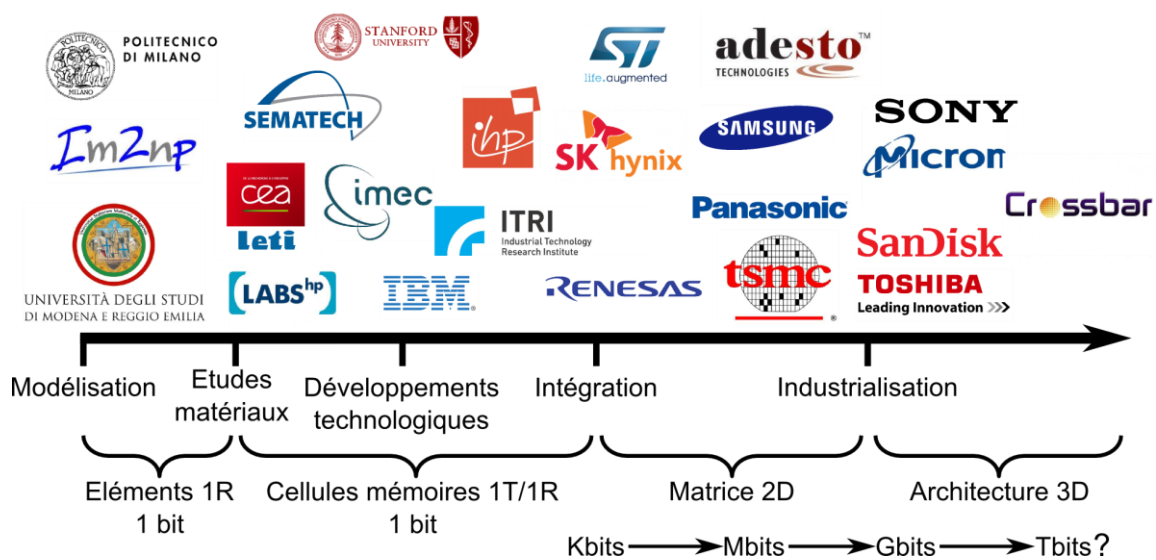 POLITECNICO
DI MILANO
POLITECNICO
MILANO
STANFORD
UNIVERSITY
life.augmented
adesto™
TECHNOLOGIES
SEMATECH
Im2np
ihp
SK hynix
SAMSUNG
SONY
Micron
cea
leti
imec
ITRI
Industrial Technology
Research Institute
Panasonic
Crossbar
SanDisk
UNIVERSITÀ DEGLI STUDI
DI MODENA E REGGIO EMILIA
LABS hp
IBM®
RENESAS
tsmc
®
TOSHIBA
Leading Innovation >>>
Modélisation
Etudes
matériaux
Développements
technologiques
Intégration
Industrialisation
Eléments 1R
1 bit
Cellules mémoires 1T/1R
1 bit
Matrice 2D
Architecture 3D
Kbits Mbits Gbits Tbits?